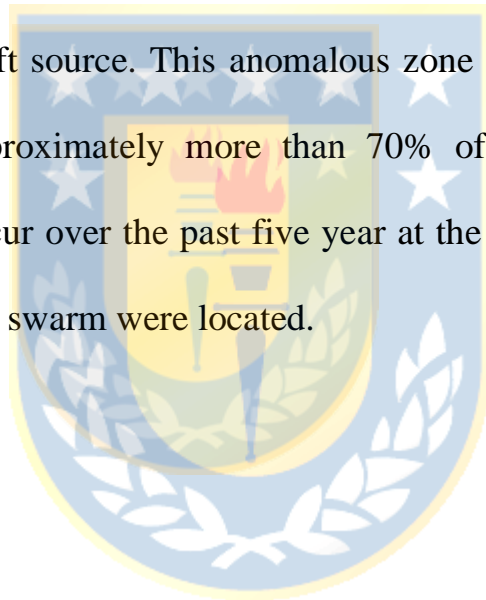 ft source. This anomalous zone
roximately more than 70% of
cur over the past five year at the
swarm were located.